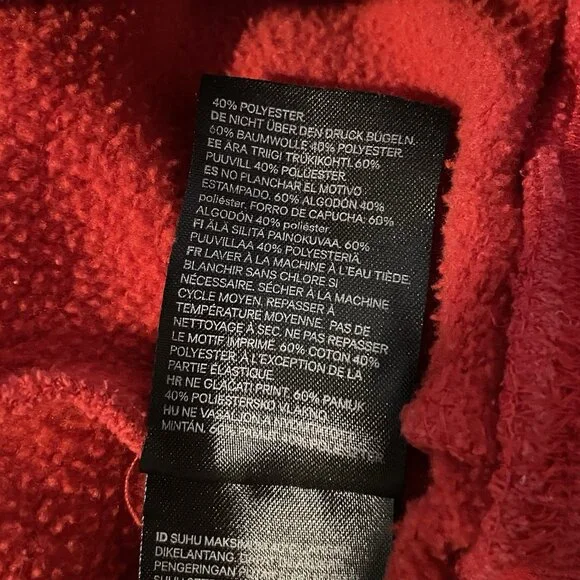 40% POLYESTER.
DE NICHT ÜBER DEN DRUCK BÜGELN.
60% BAUMWOLLE 40% POLYESTER.
EE ÄRA TRIIGI TRÜKIKOHTI. 60%
PUUVILL 40% POLÜESTER.
ES NO PLANCHAR EL MOTIVO
ESTAMPADO. 60% ALGODÓN 40%
poliéster. FORRO DE CAPUCHA: 60%
ALGODÓN 40% poliéster.
FI ÄLÄ SILITÄ PAINOKUVAA. 60%
PUUVILLAA 40% POLYESTERIÄ.
FR LAVER À LA MACHINE À L'EAU TIÈDE.
BLANCHIR SANS CHLORE SI
NÉCESSAIRE. SÉCHER À LA MACHINE
CYCLE MOYEN. REPASSER À
TEMPÉRATURE MOYENNE. PAS DE
NETTOYAGE À SEC. NE PAS REPASSER
LE MOTIF IMPRIMÉ. 60% COTON 40%
POLYESTER. À L'EXCEPTION DE LA
PARTIE ÉLASTIQUE.
HR NE GLAČATI PRINT. 60% PAMUK
40% POLIESTERSKO VLAKNO.
HU NE VASALJON A
MINTÁN. 60%
ID SUHU
DIKELANTANG.
PENGERINGAN